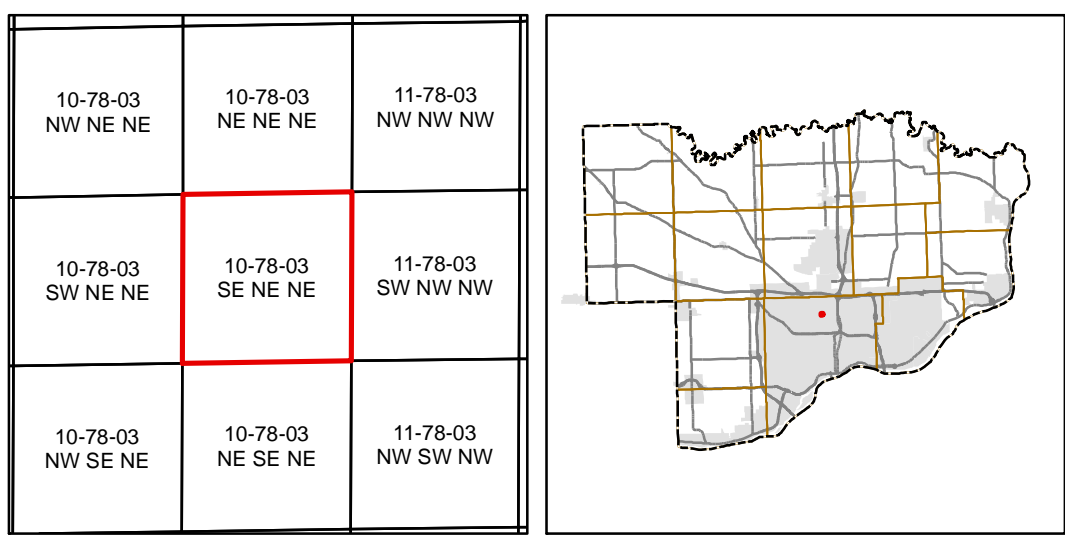 10-78-03
NW NE NE
10-78-03
NE NE NE
11-78-03
NW NW NW
10-78-03
SW NE NE
10-78-03
SE NE NE
11-78-03
SW NW NW
10-78-03
NW SE NE
10-78-03
NE SE NE
11-78-03
NW SW NW